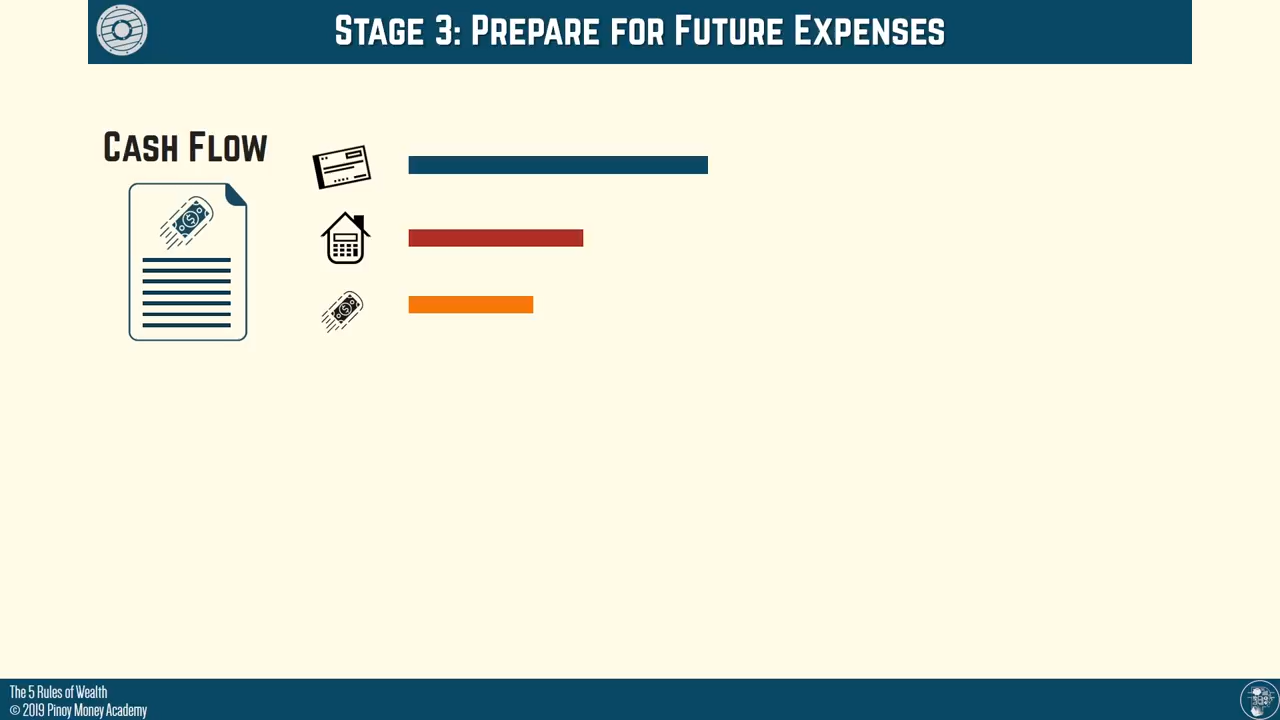 Stage 3: Prepare for Future Expenses
Cash Flow
The 5 Rules of Wealth
© 2019 Pinoy Money Academy